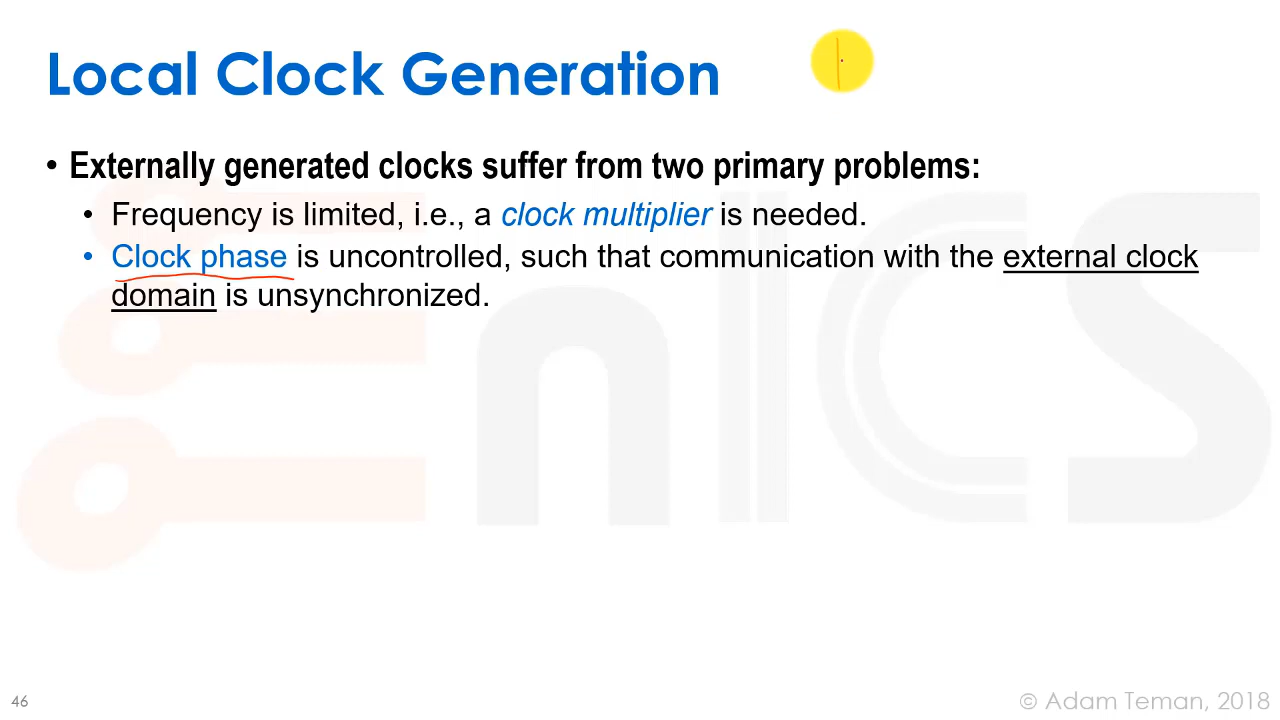 Local Clock Generation
• Externally generated clocks suffer from two primary problems:
• Frequency is limited, i.e., a clock multiplier is needed.
• Clock phase is uncontrolled, such that communication with the external clock
domain is unsynchronized.
nICS
46
© Adam Teman, 2018